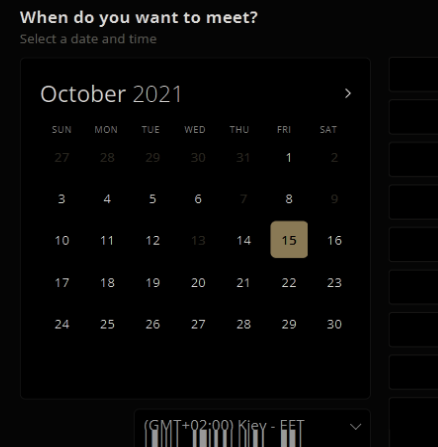 When do you want to meet?
Select a date and time
October 2021
SUN MON TUE WED THU FRI SAT
27 28 29 30 31 1 2
3 4 5 6 7 8 9
10 11 12 13 14 15 16
17 18 19 20 21 22 23
24 25 26 27 28 29 30
(GMT+02:00) Kiev - EET